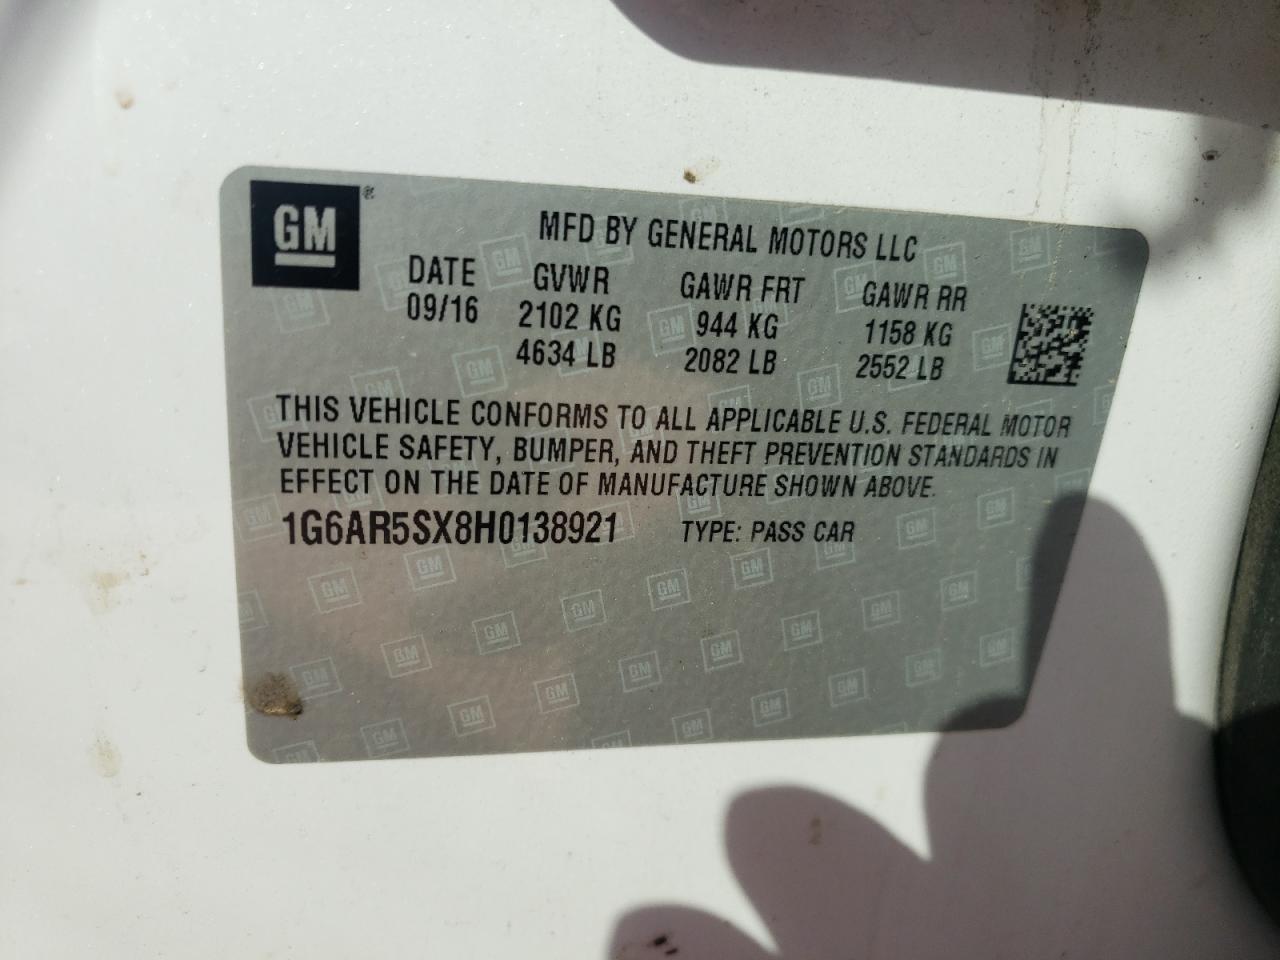 GM®
MFD BY GENERAL MOTORS LLC
DATE GVWR GAWR FRT GAWR RR
09/16 2102 KG 944 KG 1158 KG
4634 LB 2082 LB 2552 LB
THIS VEHICLE CONFORMS TO ALL APPLICABLE U.S. FEDERAL MOTOR
VEHICLE SAFETY, BUMPER, AND THEFT PREVENTION STANDARDS IN
EFFECT ON THE DATE OF MANUFACTURE SHOWN ABOVE.
1G6AR5SX8H0138921 TYPE: PASS CAR